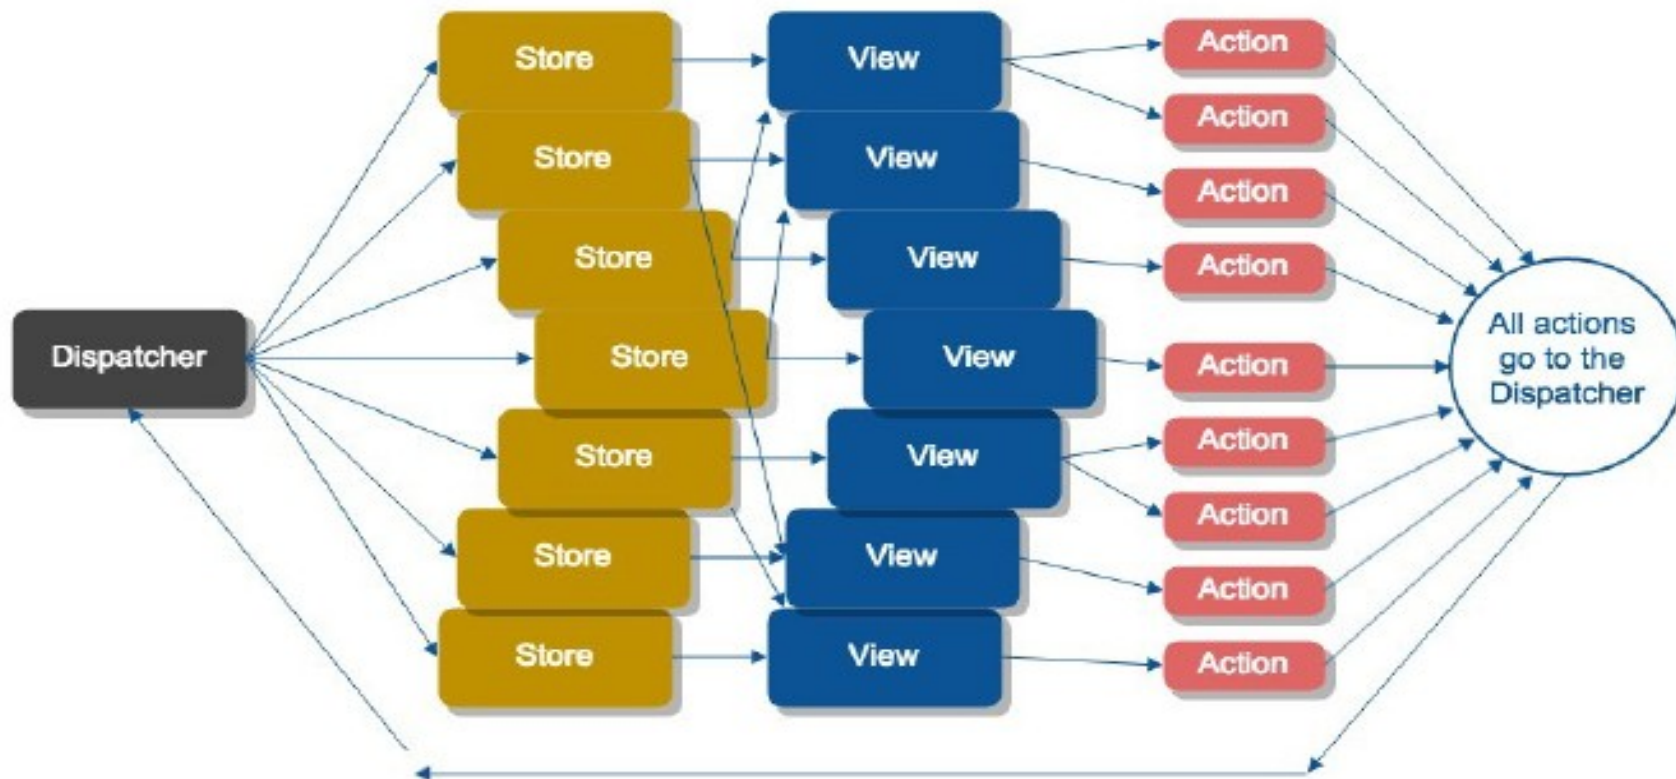 Store
View
Action
Action
Store
View
Action
Store
View
Action
All actions
go to the
Dispatcher
Dispatcher
Store
View
Action
Store
View
Action
Action
Store
View
Action
Store
View
Action